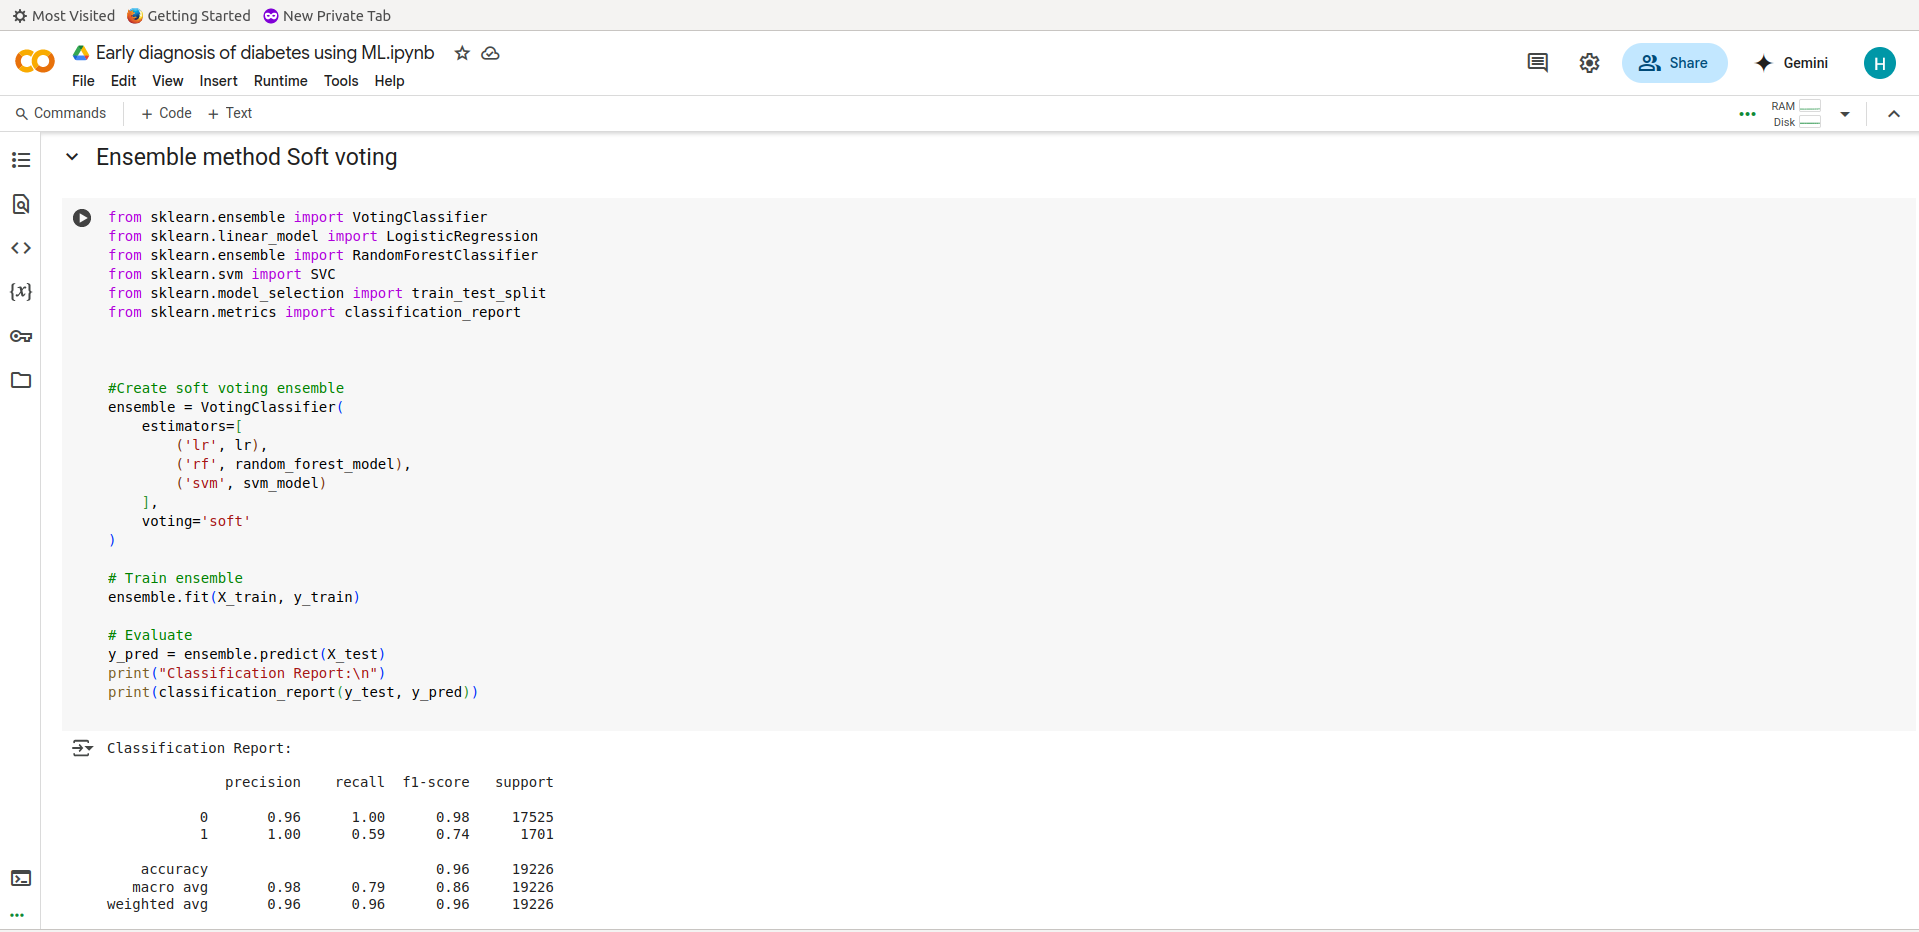 Most Visited Getting Started New Private Tab
Early diagnosis of diabetes using ML.ipynb
File Edit View Insert Runtime Tools Help
Share Gemini H
Commands + Code + Text
RAM
Disk
Ensemble method Soft voting
from sklearn.ensemble import VotingClassifier
from sklearn.linear_model import LogisticRegression
from sklearn.ensemble import RandomForestClassifier
from sklearn.svm import SVC
from sklearn.model_selection import train_test_split
from sklearn.metrics import classification_report
#Create soft voting ensemble
ensemble = VotingClassifier(
    estimators=[
        ('lr', lr),
        ('rf', random_forest_model),
        ('svm', svm_model)
    ],
    voting='soft'
)
# Train ensemble
ensemble.fit(X_train, y_train)
# Evaluate
y_pred = ensemble.predict(X_test)
print("Classification Report:\n")
print(classification_report(y_test, y_pred))
Classification Report:
precision recall f1-score support
0 0.96 1.00 0.98 17525
1 1.00 0.59 0.74 1701
accuracy 0.96 19226
macro avg 0.98 0.79 0.86 19226
weighted avg 0.96 0.96 0.96 19226